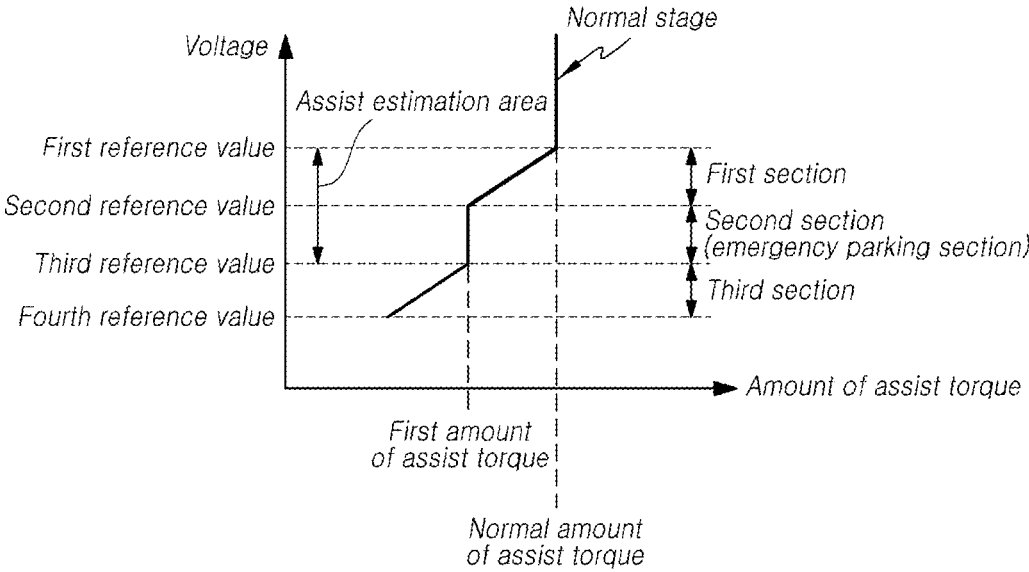 Normal stage
Voltage
Assist estimation area
First reference value
First section
Second reference value
Second section
(emergency parking section)
Third reference value
Third section
Fourth reference value
Amount of assist torque
First amount
of assist torque
Normal amount
of assist torque